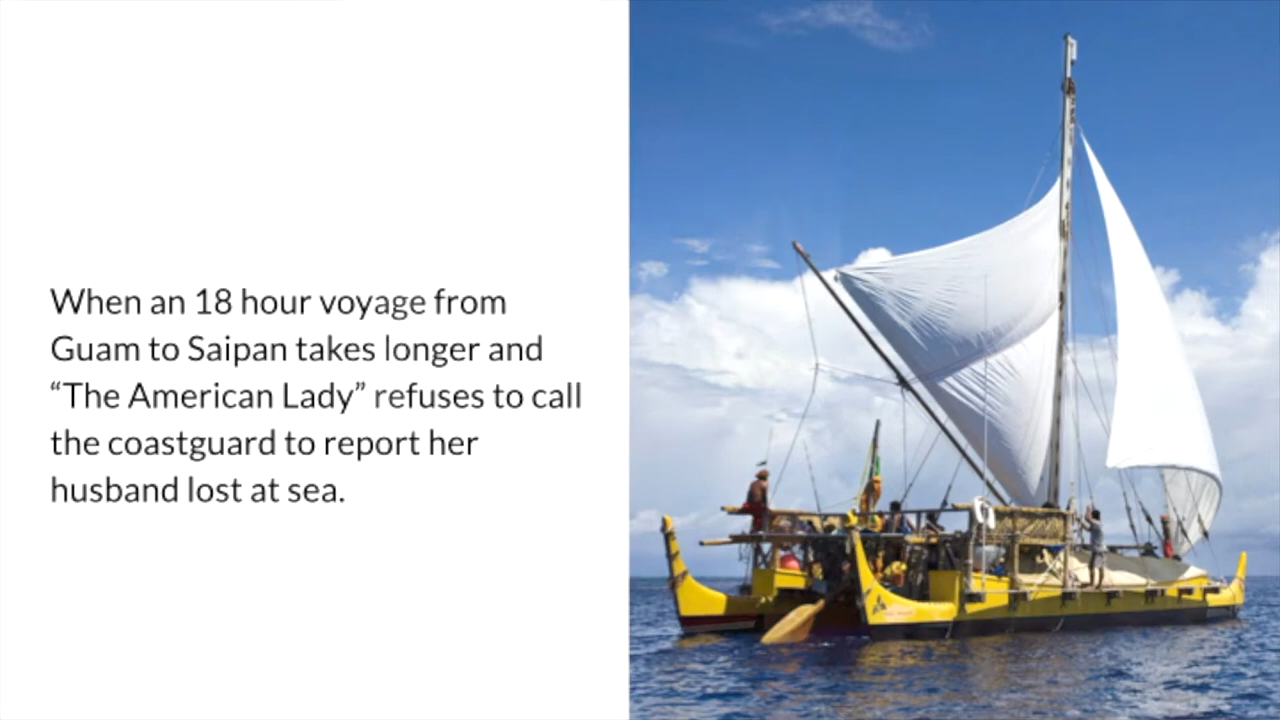 When an 18 hour voyage from
Guam to Saipan takes longer and
“The American Lady” refuses to call
the coastguard to report her
husband lost at sea.